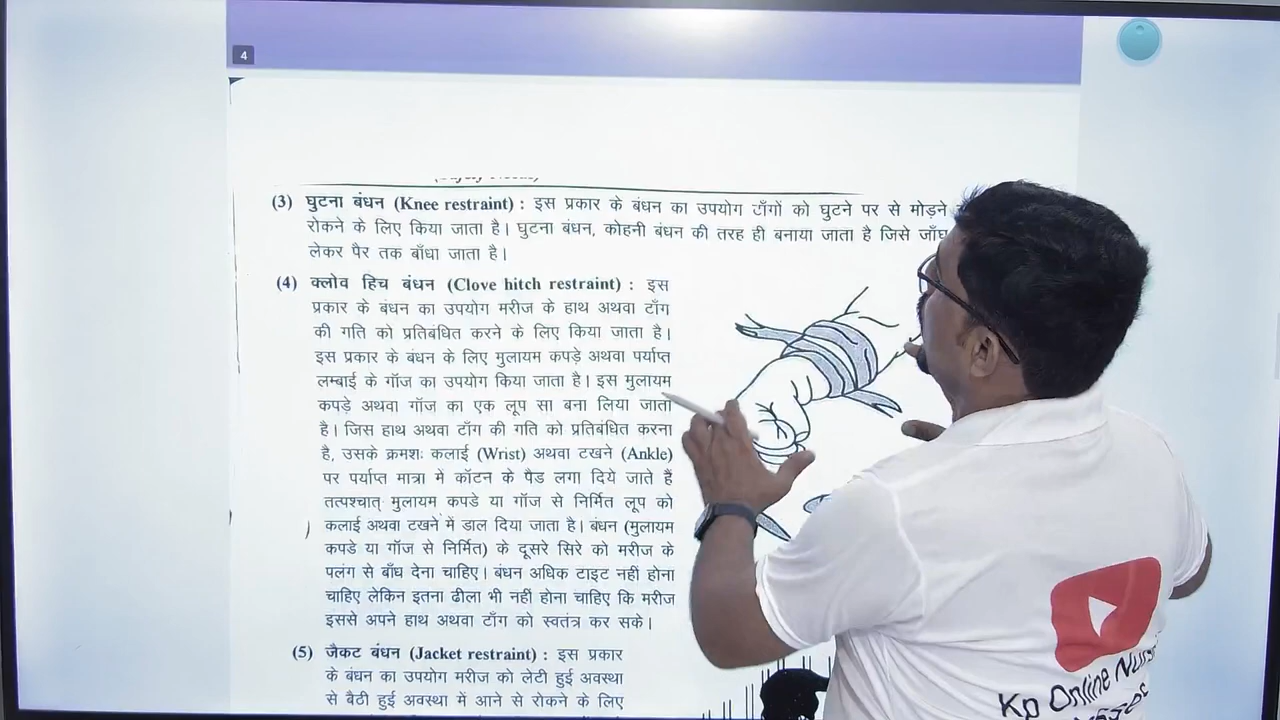 4
(3) घुटना बंधन (Knee restraint) : इस प्रकार के बंधन का उपयोग टाँगों को घुटने पर से मोड़ने
रोकने के लिए किया जाता है। घुटना बंधन, कोहनी बंधन की तरह ही बनाया जाता है जिसे जाँघ
लेकर पैर तक बाँधा जाता है।
(4) क्लोव हिच बंधन (Clove hitch restraint) : इस
प्रकार के बंधन का उपयोग मरीज के हाथ अथवा टाँग
की गति को प्रतिबंधित करने के लिए किया जाता है।
इस प्रकार के बंधन के लिए मुलायम कपड़े अथवा पर्याप्त
लम्बाई के गॉज का उपयोग किया जाता है। इस मुलायम
कपड़े अथवा गॉज का एक लूप सा बना लिया जाता
है। जिस हाथ अथवा टाँग की गति को प्रतिबंधित करना
है, उसके क्रमशः कलाई (Wrist) अथवा टखने (Ankle)
पर पर्याप्त मात्रा में कॉटन के पैड लगा दिये जाते हैं
तत्पश्चात् मुलायम कपडे या गॉज से निर्मित लूप को
कलाई अथवा टखने में डाल दिया जाता है। बंधन (मुलायम
कपडे या गॉज से निर्मित) के दूसरे सिरे को मरीज के
पलंग से बाँध देना चाहिए। बंधन अधिक टाइट नहीं होना
चाहिए लेकिन इतना ढीला भी नहीं होना चाहिए कि मरीज
इससे अपने हाथ अथवा टाँग को स्वतंत्र कर सके।
(5) जैकट बंधन (Jacket restraint) : इस प्रकार
के बंधन का उपयोग मरीज को लेटी हुई अवस्था
से बैठी हुई अवस्था में आने से रोकने के लिए
Kp Online